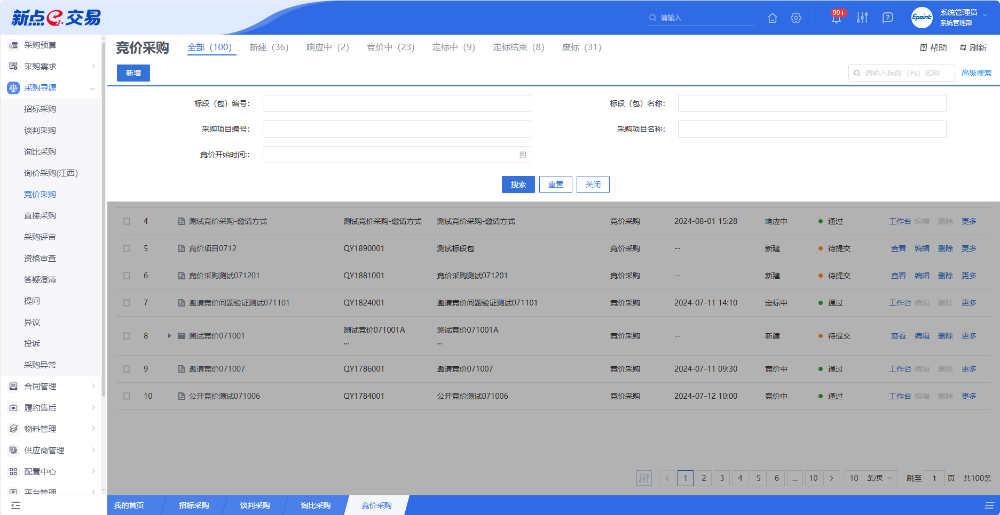 新点e交易
请输入
99+
Epoint
系统管理员
系统管理部
采购预算
采购需求
采购寻源
招标采购
谈判采购
询比采购
询价采购(江西)
竞价采购
直接采购
采购评审
资格审查
答疑澄清
提问
异议
投诉
采购异常
合同管理
履约售后
物料管理
供应商管理
配置中心
平台管理
竞价采购
全部（100） 新建（36） 响应中（2） 竞价中（23） 定标中（9） 定标结束（8） 废标（31）
帮助 刷新
新增
请输入标段（包）名称 高级搜索
标段（包）编号： 标段（包）名称：
采购项目编号： 采购项目名称：
竞价开始时间::
搜索 重置 关闭
4 测试竞价采购-邀请方式 测试竞价采购-邀请方式 测试竞价采购-邀请方式 竞价采购 2024-08-01 15:28 响应中 通过 工作台 编辑 删除 更多
5 竞价项目0712 QY1890001 测试标段包 竞价采购 -- 新建 待提交 查看 编辑 删除 更多
6 竞价采购测试071201 QY1881001 竞价采购测试071201 竞价采购 -- 新建 待提交 查看 编辑 删除 更多
7 邀请竞价问题验证测试071101 QY1824001 邀请竞价问题验证测试071101 竞价采购 2024-07-11 14:10 定标中 通过 工作台 编辑 删除 更多
8 测试竞价071001 测试竞价071001A 测试竞价071001A 竞价采购 -- 新建 待提交 查看 编辑 删除 更多
... ...
9 邀请竞价071007 QY1786001 邀请竞价071007 竞价采购 2024-07-11 09:30 竞价中 通过 工作台 编辑 删除 更多
10 公开竞价测试071006 QY1784001 公开竞价测试071006 竞价采购 2024-07-12 10:00 竞价中 通过 工作台 编辑 删除 更多
1 2 3 4 5 6 ... 10 10 条/页 跳至 1 页 共100条
我的首页 招标采购 谈判采购 询比采购 竞价采购